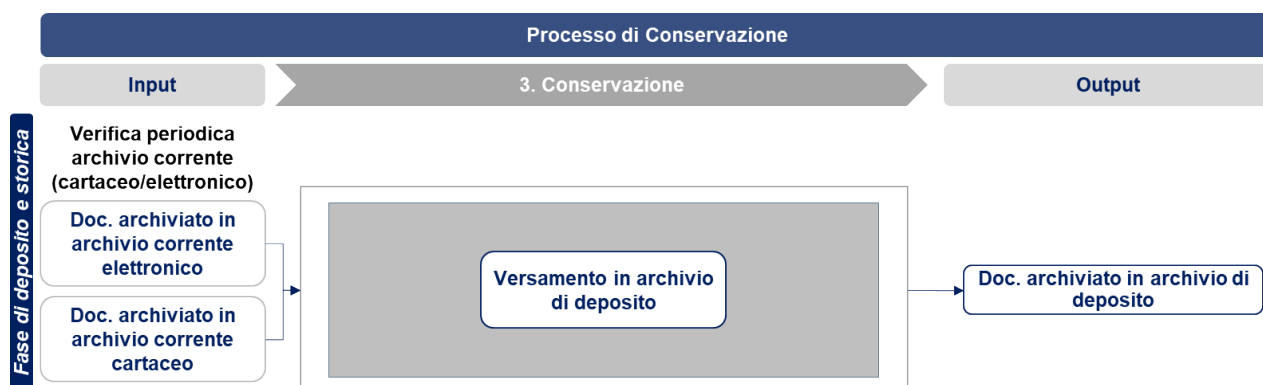 Processo di Conservazione
Input
3. Conservazione
Output
Fase di deposito e storica
Verifica periodica
archivio corrente
(cartaceo/elettronico)
Doc. archiviato in
archivio corrente
elettronico
Doc. archiviato in
archivio corrente
cartaceo
Versamento in archivio
di deposito
Doc. archiviato in archivio di
deposito